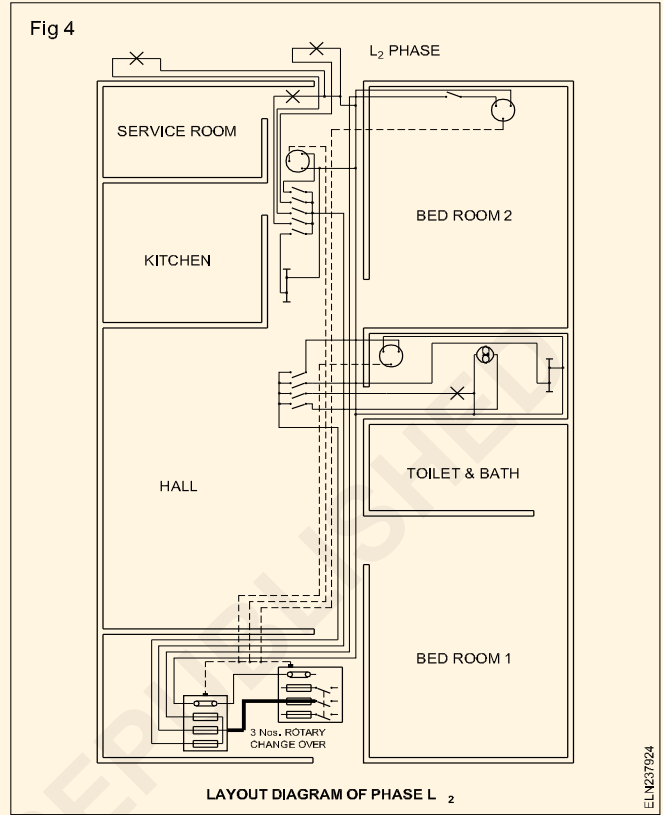 Fig 4
L2 PHASE
SERVICE ROOM
BED ROOM 2
KITCHEN
HALL
TOILET & BATH
BED ROOM 1
3 Nos. ROTARY
CHANGE OVER
LAYOUT DIAGRAM OF PHASE L 2
ELN237924
EPUBLISHED